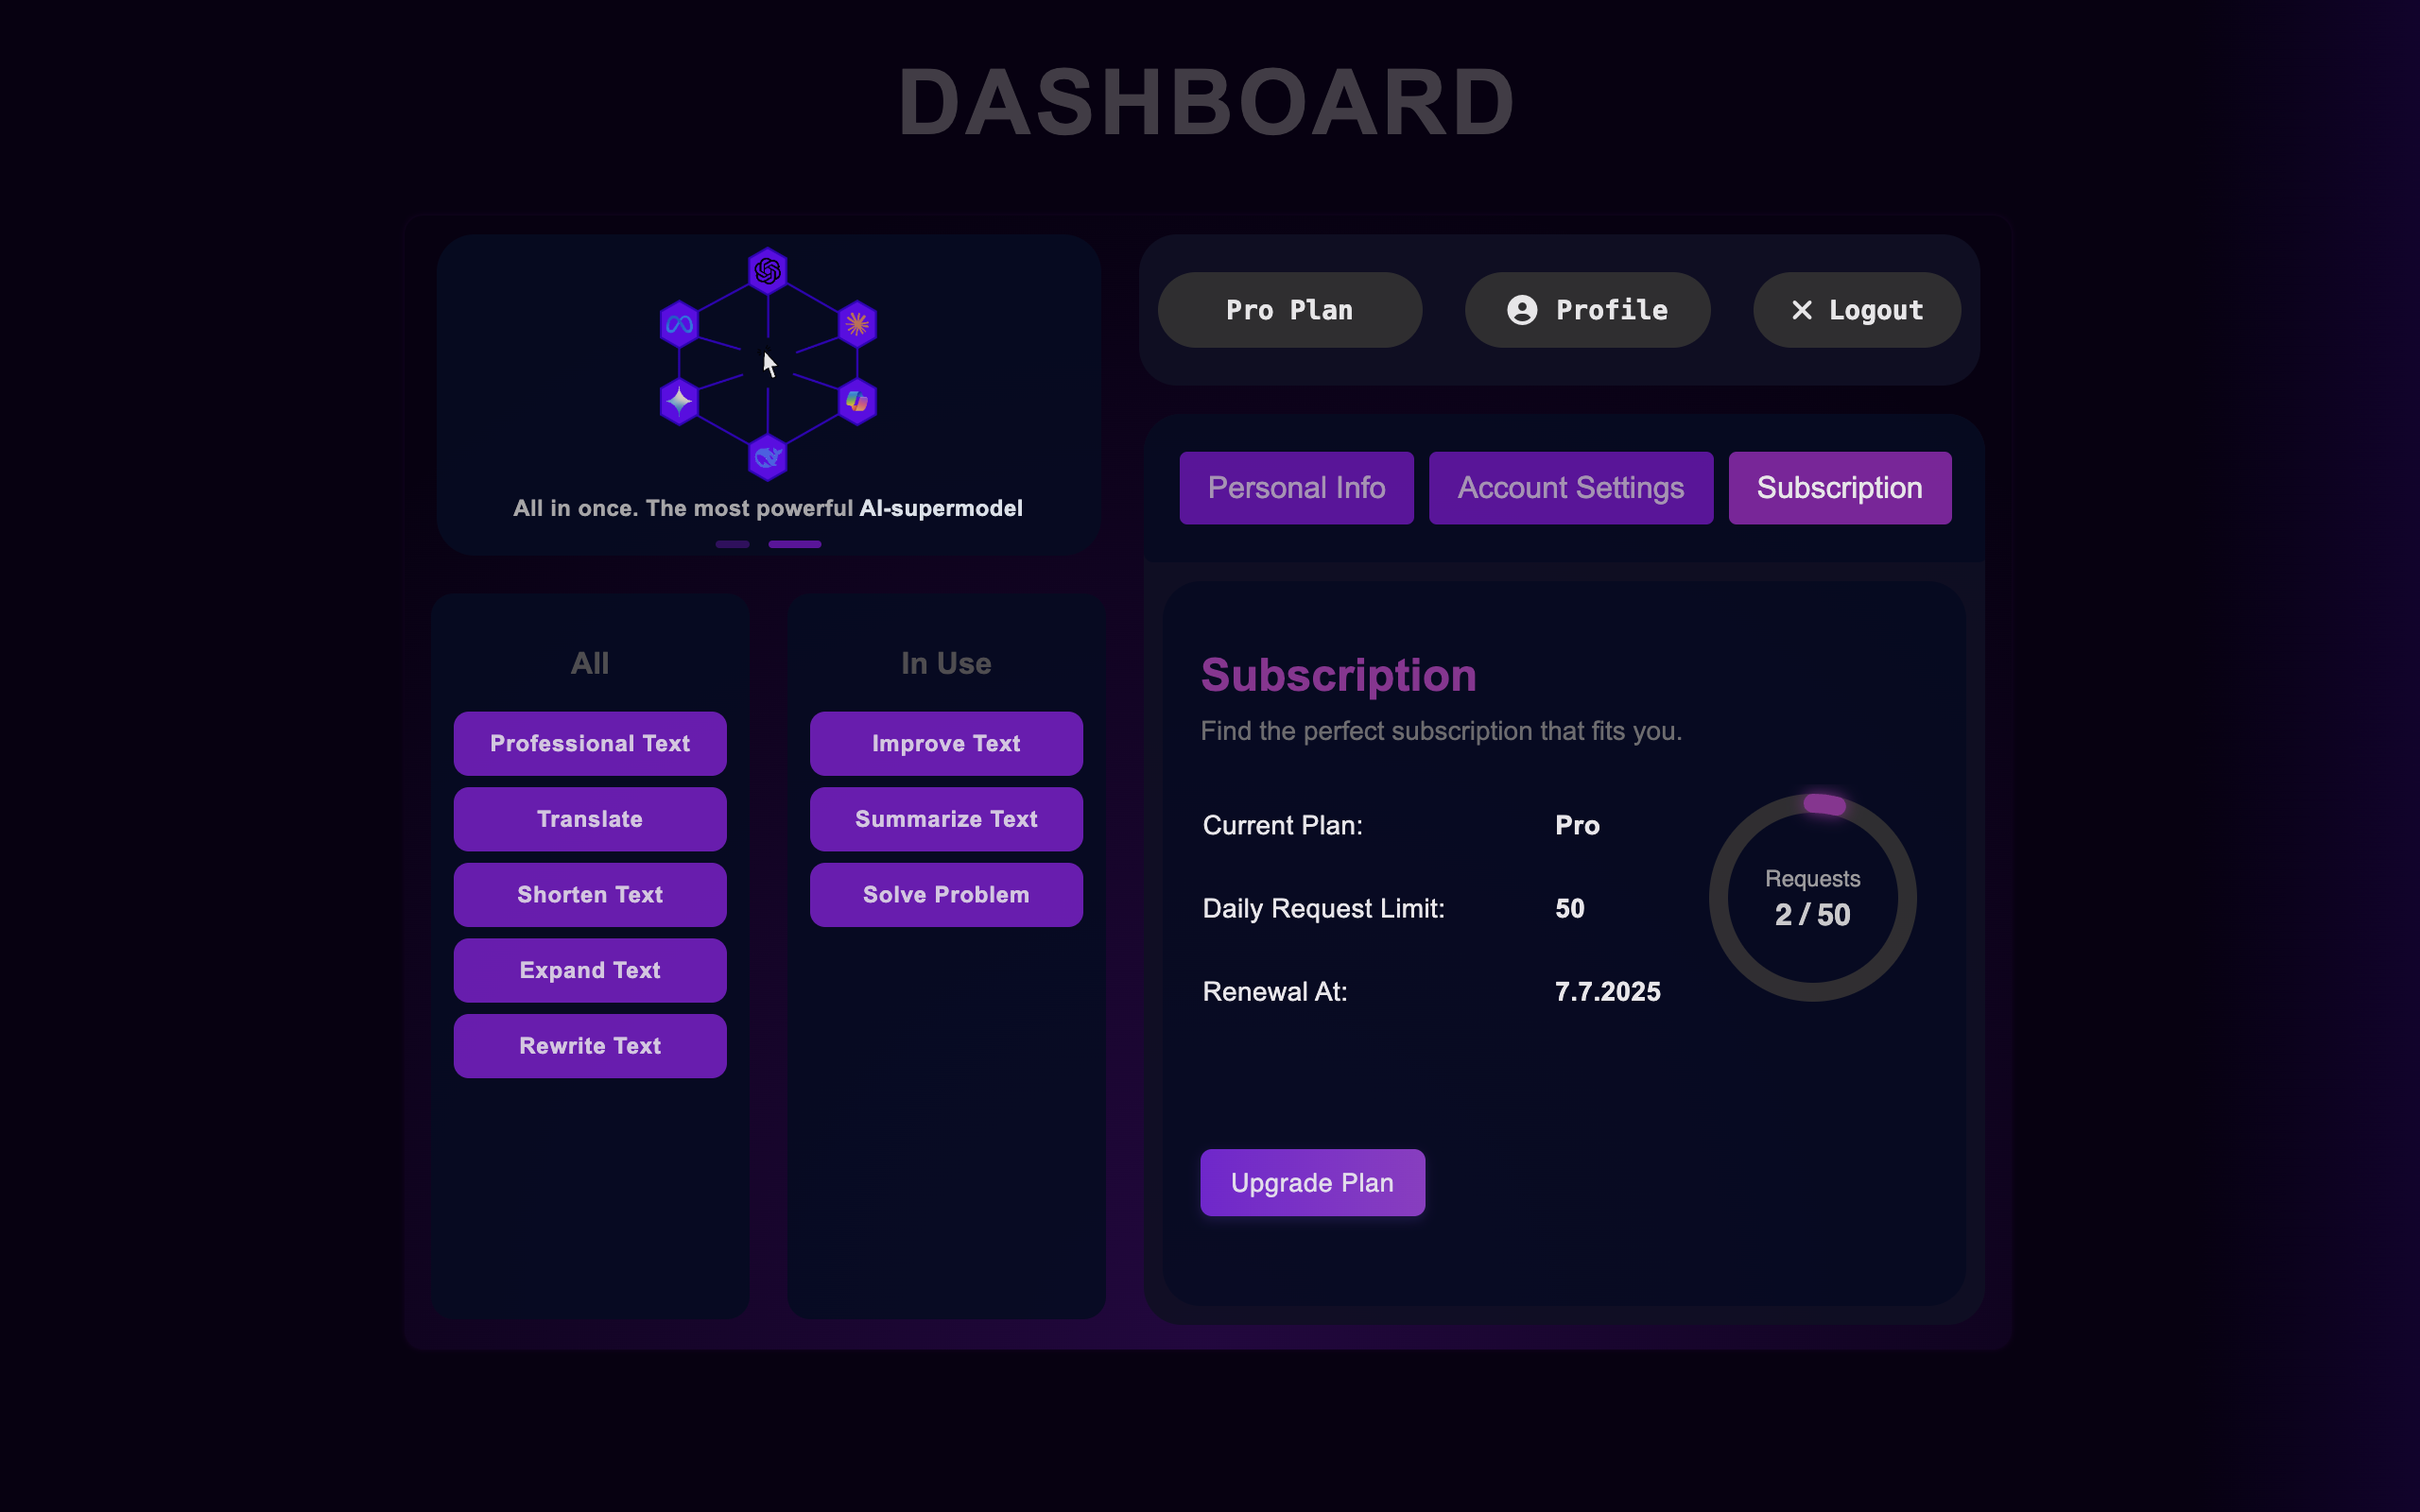 DASHBOARD
All in once. The most powerful AI-supermodel
Pro Plan
Profile
Logout
Personal Info
Account Settings
Subscription
All
Professional Text
Translate
Shorten Text
Expand Text
Rewrite Text
In Use
Improve Text
Summarize Text
Solve Problem
Subscription
Find the perfect subscription that fits you.
Current Plan: Pro
Daily Request Limit: 50
Renewal At: 7.7.2025
Requests
2 / 50
Upgrade Plan